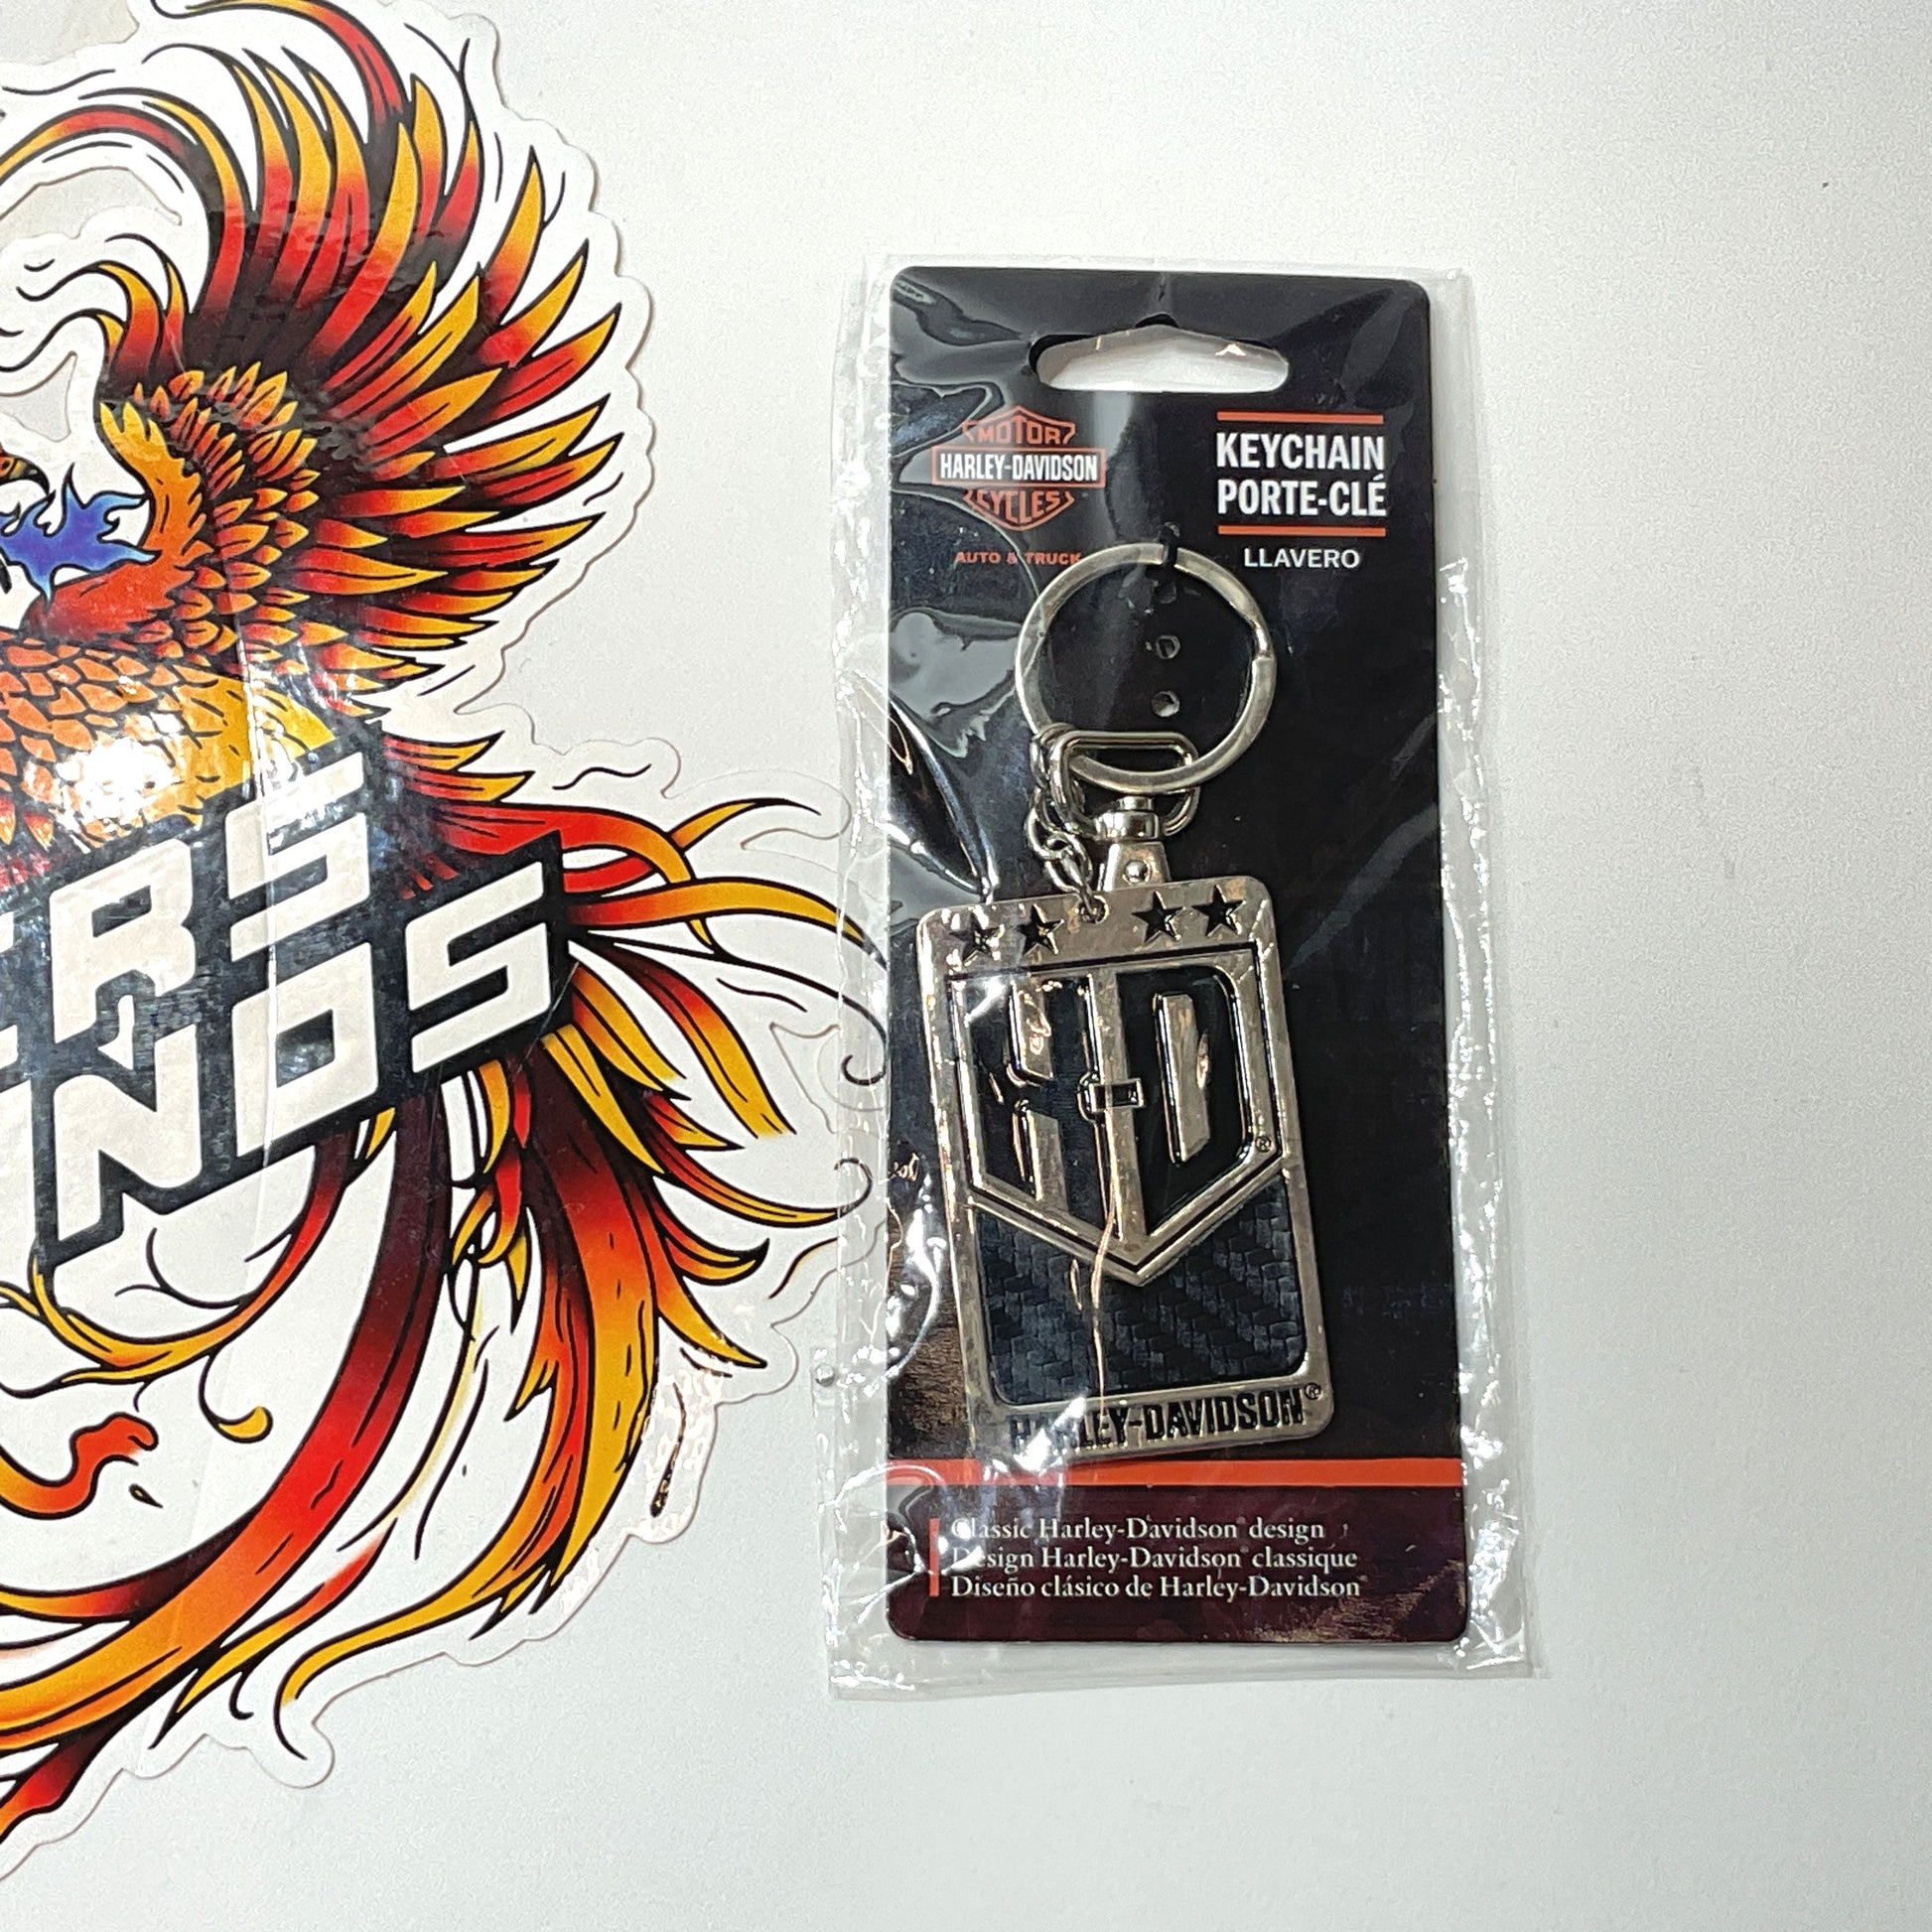 MOTOR
HARLEY-DAVIDSON
CYCLES
AUTO & TRUCK
KEYCHAIN
PORTE-CLÉ
LLAVERO
H-D
®
HARLEY-DAVIDSON®
Classic Harley-Davidson® design
Design Harley-Davidson® classique
Diseño clásico de Harley-Davidson®